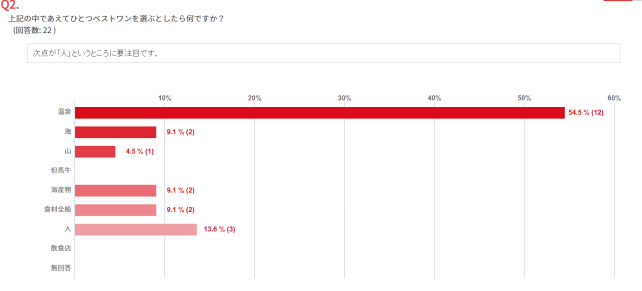 Q2.
上記の中であえてひとつベストワンを選ぶとしたら何ですか？
(回答数: 22 )
次点が「人」というところに要注目です。
10% 20% 30% 40% 50% 60%
温泉 54.5 % (12)
海 9.1 % (2)
山 4.5 % (1)
但馬牛
海産物 9.1 % (2)
食材全般 9.1 % (2)
人 13.6 % (3)
飲食店
無回答